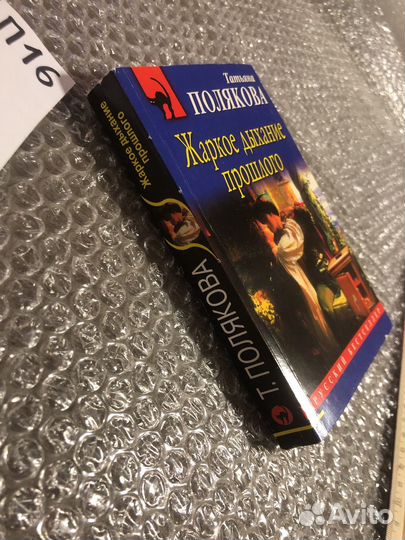 П16
Татьяна
ПОЛЯКОВА
Жаркое дыхание
прошлого
РУССКИЙ БЕСТСЕЛЛЕР
Жаркое дыхание
прошлого
Т. ПОЛЯКОВА
Avito